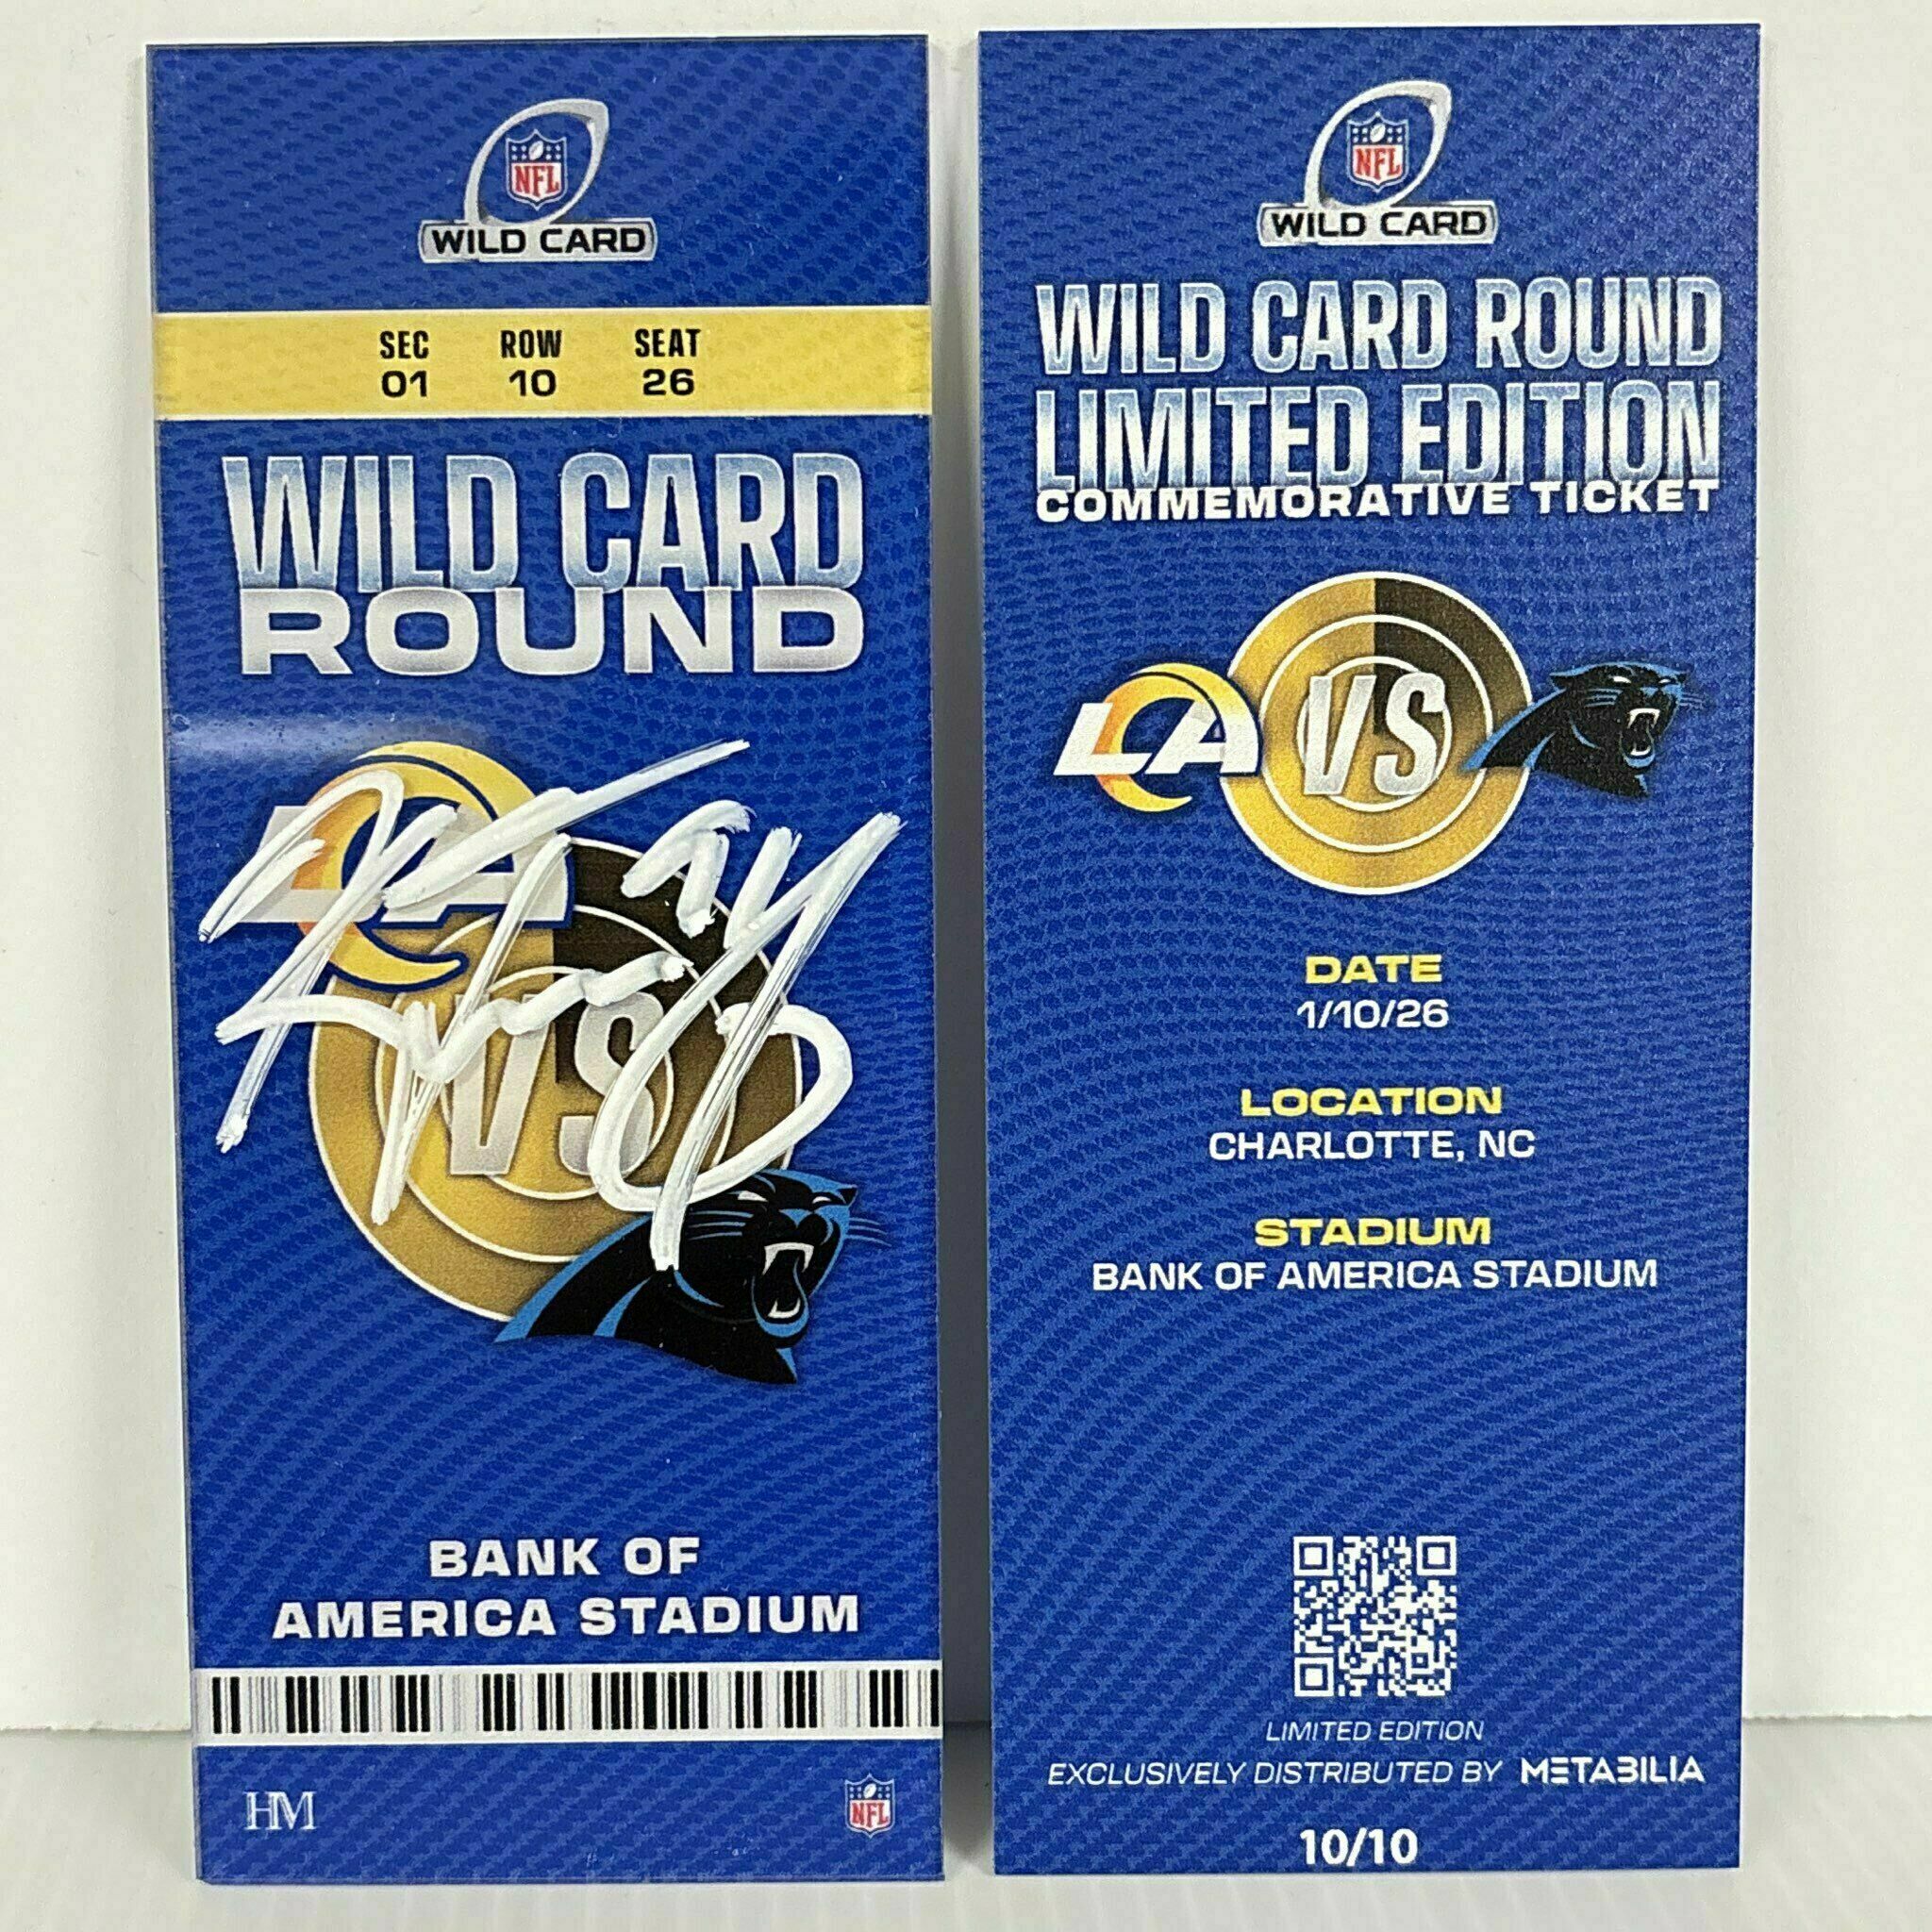 NFL
WILD CARD
SEC ROW SEAT
01 10 26
WILD CARD
ROUND
LA
VS
BANK OF
AMERICA STADIUM
HM
NFL
NFL
WILD CARD
WILD CARD ROUND
LIMITED EDITION
COMMEMORATIVE TICKET
LA VS
DATE
1/10/26
LOCATION
CHARLOTTE, NC
STADIUM
BANK OF AMERICA STADIUM
LIMITED EDITION
EXCLUSIVELY DISTRIBUTED BY METABILIA
10/10